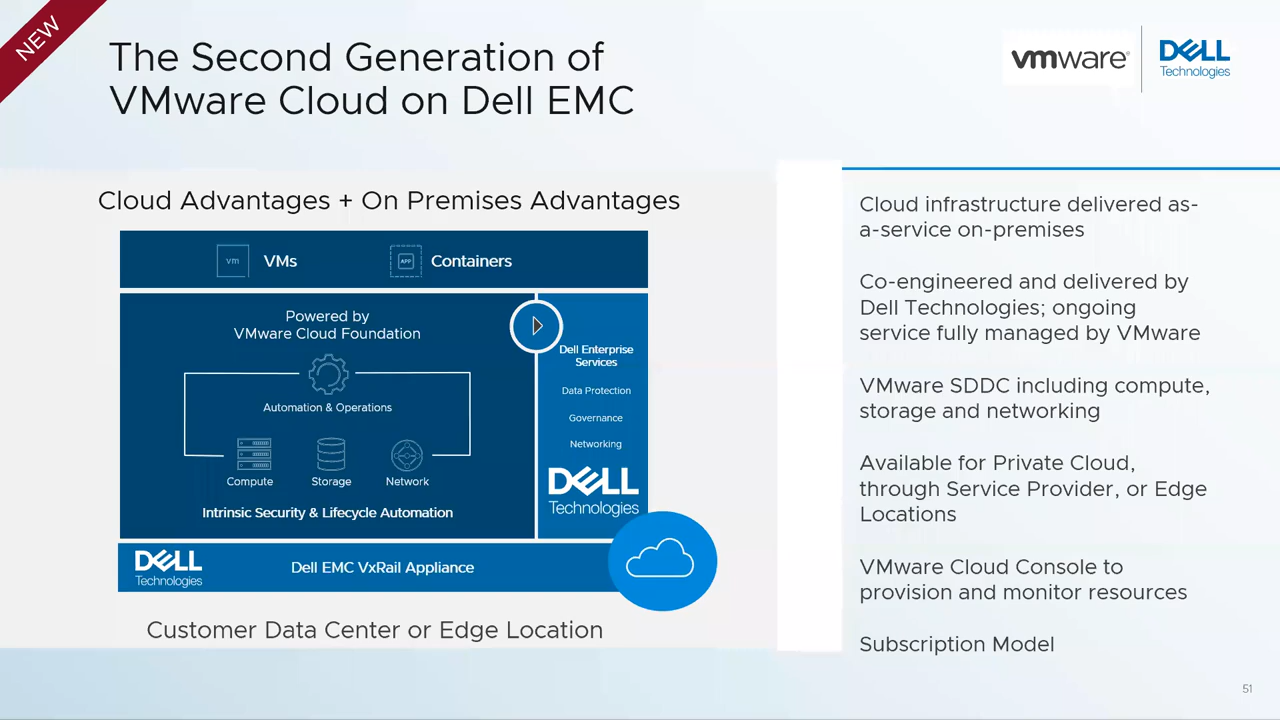 NEW
The Second Generation of
VMware Cloud on Dell EMC
vmware®
DELL
Technologies
Cloud Advantages + On Premises Advantages
vm
VMs
APP
Containers
Powered by
VMware Cloud Foundation
Automation & Operations
Compute
Storage
Network
Intrinsic Security & Lifecycle Automation
Dell Enterprise
Services
Data Protection
Governance
Networking
DELL
Technologies
DELL
Technologies
Dell EMC VxRail Appliance
Customer Data Center or Edge Location
Cloud infrastructure delivered as-
a-service on-premises
Co-engineered and delivered by
Dell Technologies; ongoing
service fully managed by VMware
VMware SDDC including compute,
storage and networking
Available for Private Cloud,
through Service Provider, or Edge
Locations
VMware Cloud Console to
provision and monitor resources
Subscription Model
51